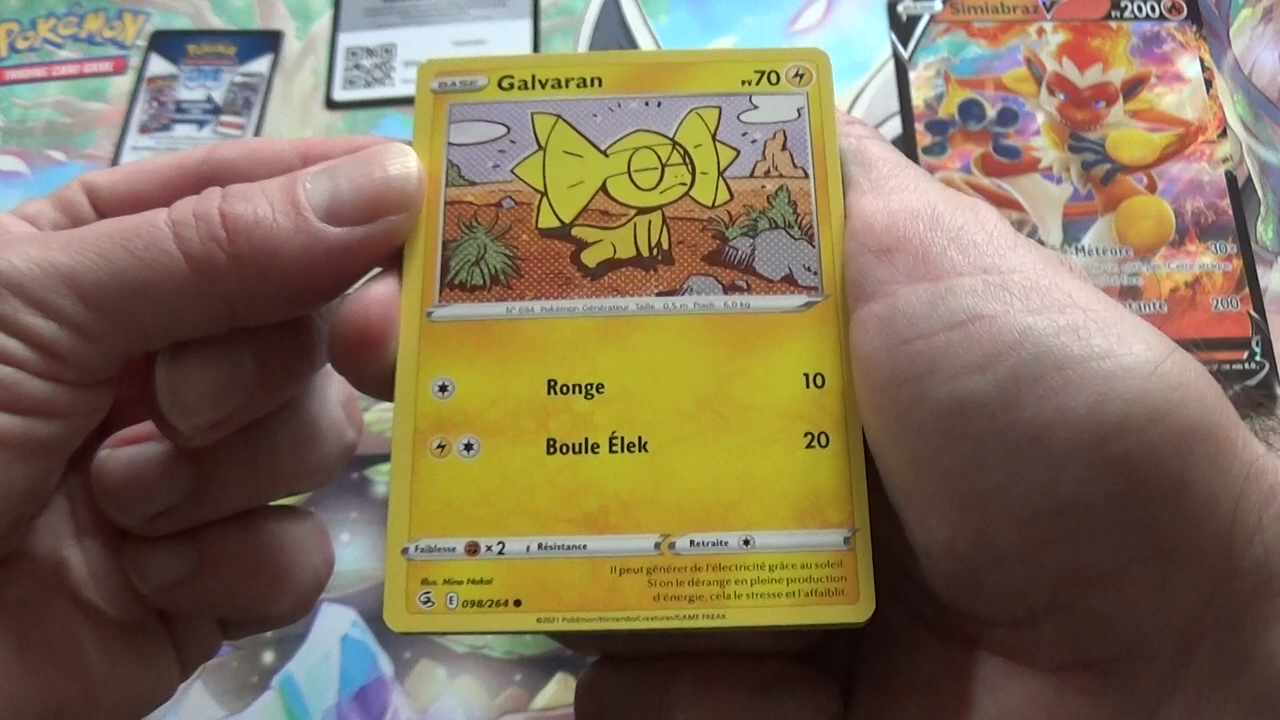 POKÉMON
TRADING CARD GAME
POKÉMON
BASE
Galvaran
PV70
N° 694 Pokémon Générateur Taille : 0,5 m Poids : 6,0 kg
Ronge 10
Boule Élek 20
Faiblesse ×2 Résistance Retraite
Il peut générer de l'électricité grâce au soleil.
Si on le dérange en pleine production
d'énergie, cela le stresse et l'affaiblit.
Illus. Mina Nakai
E 098/264
©2021 Pokémon/Nintendo/Creatures/GAME FREAK
Simiabraz V PV200
Météore 30+
200